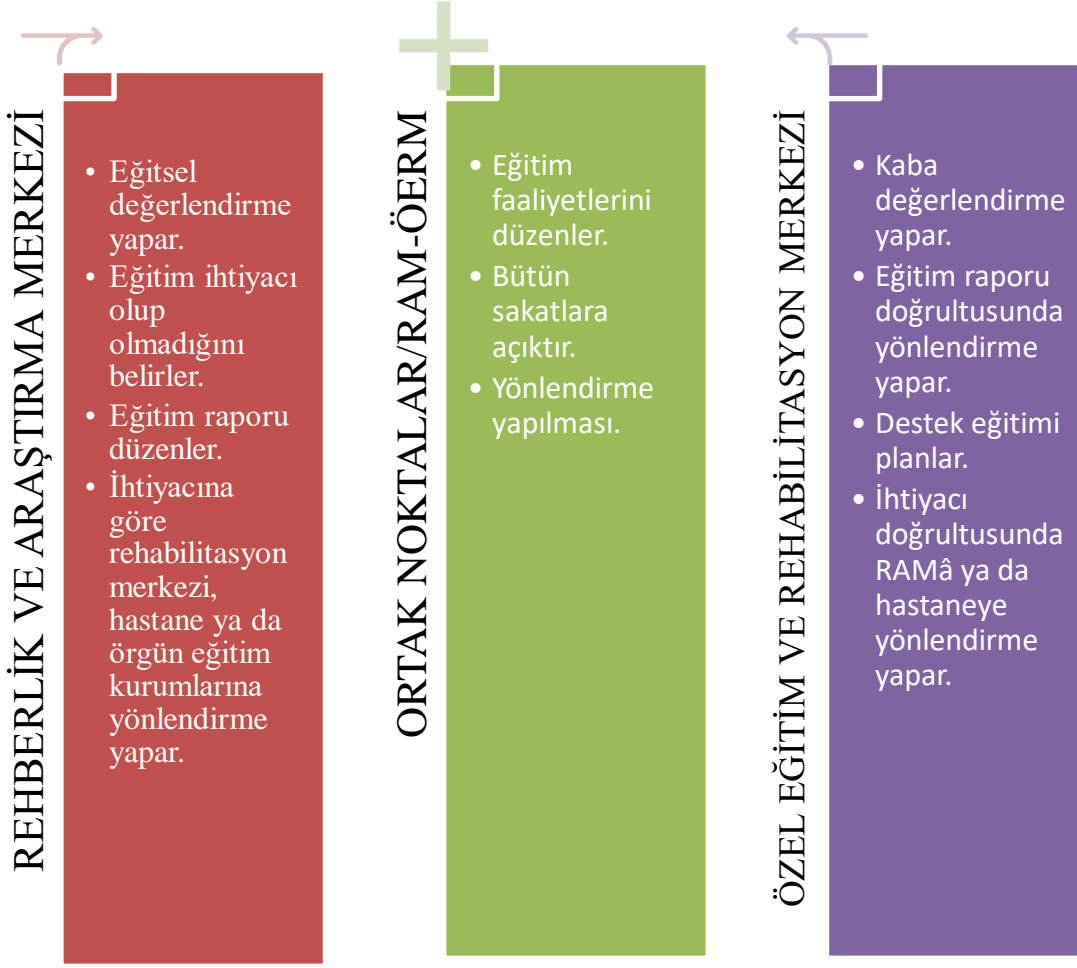 REHBERLİK VE ARAŞTIRMA MERKEZİ
• Eğitsel
değerlendirme
yapar.
• Eğitim ihtiyacı
olup
olmadığını
belirler.
• Eğitim raporu
düzenler.
• İhtiyacına
göre
rehabilitasyon
merkezi,
hastane ya da
örgün eğitim
kurumlarına
yönlendirme
yapar.
ORTAK NOKTALAR/RAM-ÖERM
• Eğitim
faaliyetlerini
düzenler.
• Bütün
sakatlara
açıktır.
• Yönlendirme
yapılması.
ÖZEL EĞİTİM VE REHABİLİTASYON MERKEZİ
• Kaba
değerlendirme
yapar.
• Eğitim raporu
doğrultusunda
yönlendirme
yapar.
• Destek eğitimi
planlar.
• İhtiyacı
doğrultusunda
RAMâ ya da
hastaneye
yönlendirme
yapar.